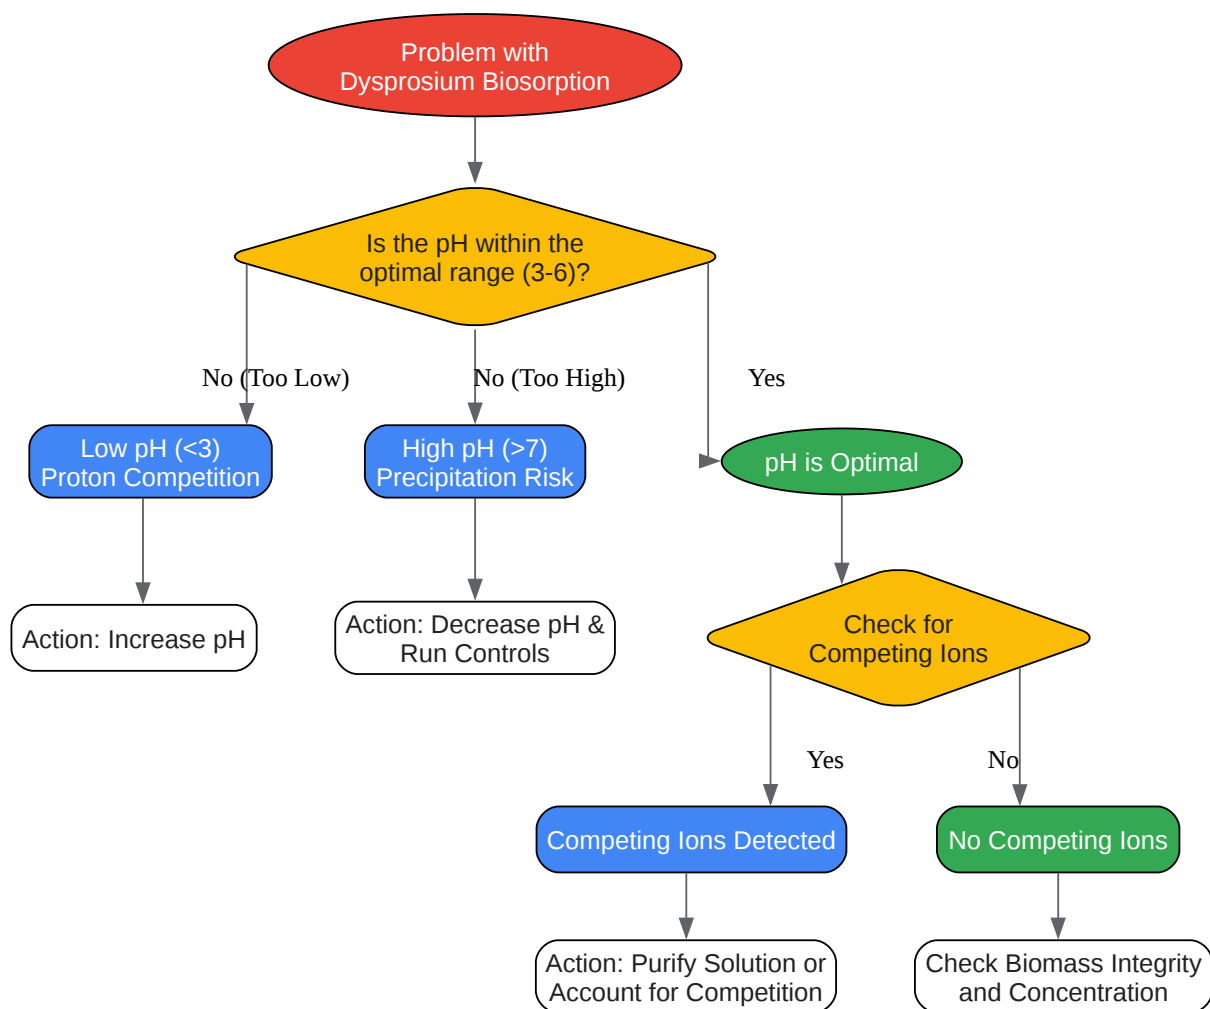 Problem with
Dysprosium Biosorption
Is the pH within the
optimal range (3-6)?
No (Too Low)
No (Too High)
Yes
Low pH (<3)
Proton Competition
High pH (>7)
Precipitation Risk
pH is Optimal
Action: Increase pH
Action: Decrease pH &
Run Controls
Check for
Competing Ions
Yes
No
Competing Ions Detected
No Competing Ions
Action: Purify Solution or
Account for Competition
Check Biomass Integrity
and Concentration